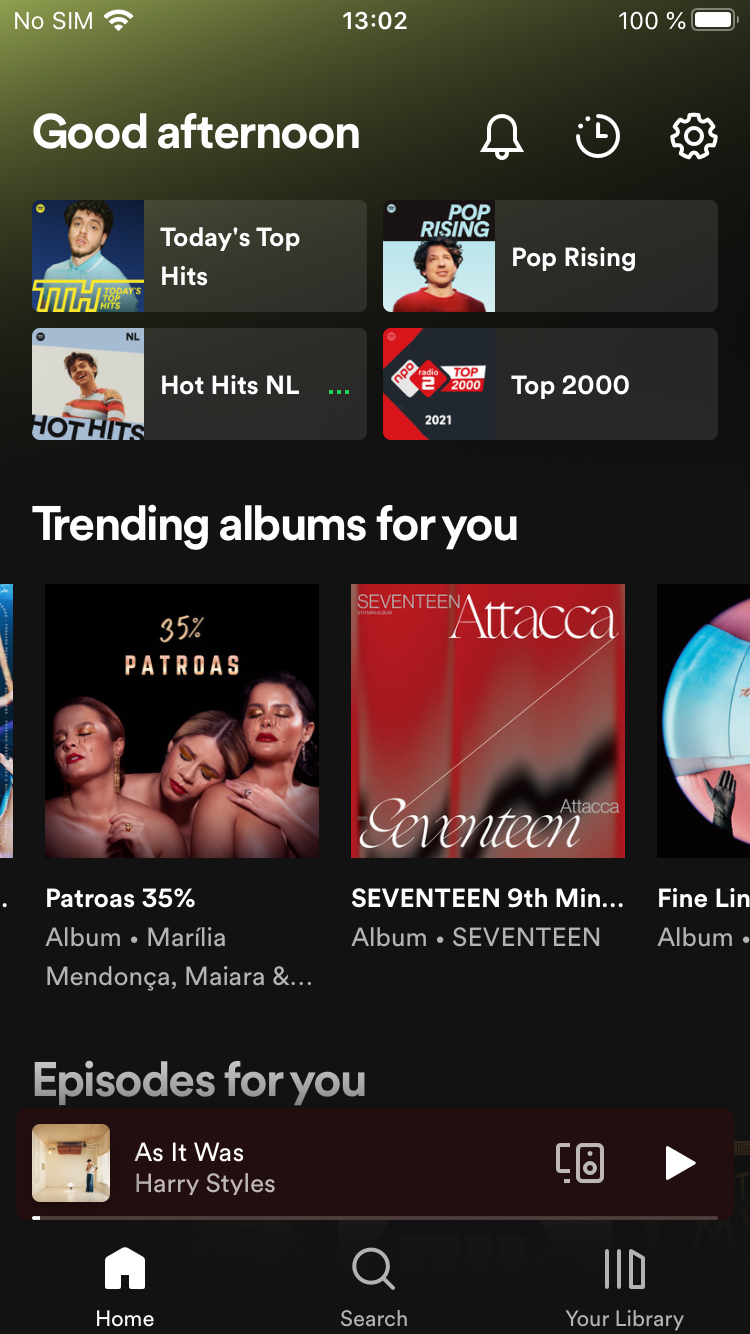 No SIM 13:02 100 %
Good afternoon
TTH TODAY'S TOP HITS
Today's Top
Hits
POP
RISING
Pop Rising
NL
HOT HITS
Hot Hits NL ...
npo radio 2 TOP 2000
2021
Top 2000
Trending albums for you
35%
PATROAS
SEVENTEEN
Attacca
Attacca
Seventeen
.
Patroas 35%
Album • Marília
Mendonça, Maiara &...
SEVENTEEN 9th Min...
Album • SEVENTEEN
Fine Lin
Album •
Episodes for you
As It Was
Harry Styles
Home
Search
Your Library